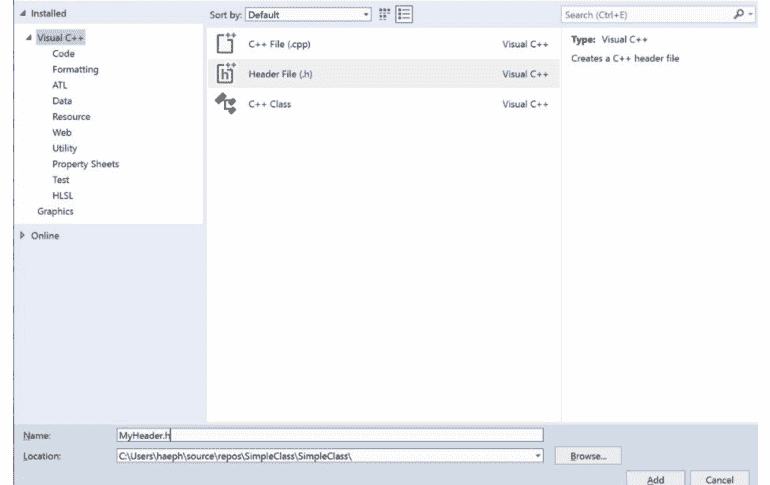 Installed
Sort by: Default
Search (Ctrl+E)
Visual C++
Code
Formatting
ATL
Data
Resource
Web
Utility
Property Sheets
Test
HLSL
Graphics
Online
C++ File (.cpp) Visual C++
Header File (.h) Visual C++
C++ Class Visual C++
Type: Visual C++
Creates a C++ header file
Name: MyHeader.h
Location: C:\Users\haeph\source\repos\SimpleClass\SimpleClass\ Browse...
Add Cancel